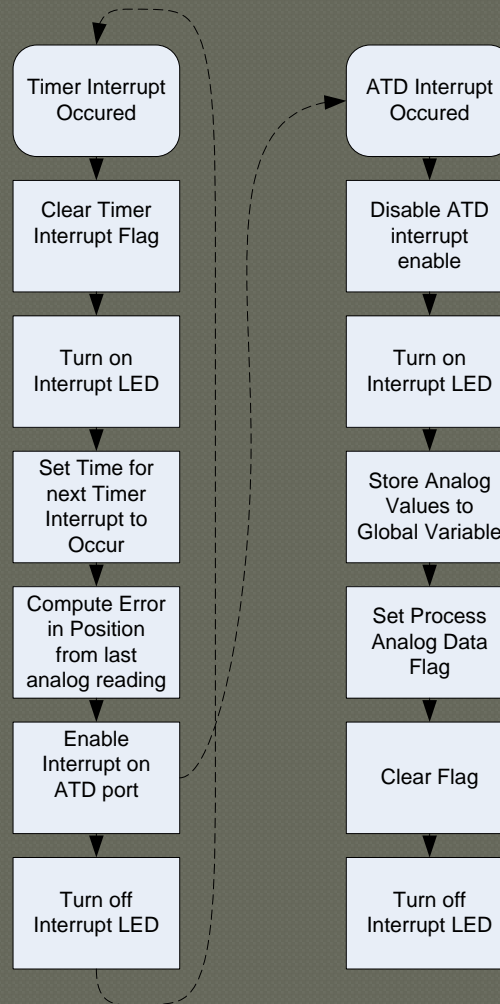 Timer Interrupt
Occured
Clear Timer
Interrupt Flag
Turn on
Interrupt LED
Set Time for
next Timer
Interrupt to
Occur
Compute Error
in Position
from last
analog reading
Enable
Interrupt on
ATD port
Turn off
Interrupt LED
ATD Interrupt
Occured
Disable ATD
interrupt
enable
Turn on
Interrupt LED
Store Analog
Values to
Global Variable
Set Process
Analog Data
Flag
Clear Flag
Turn off
Interrupt LED